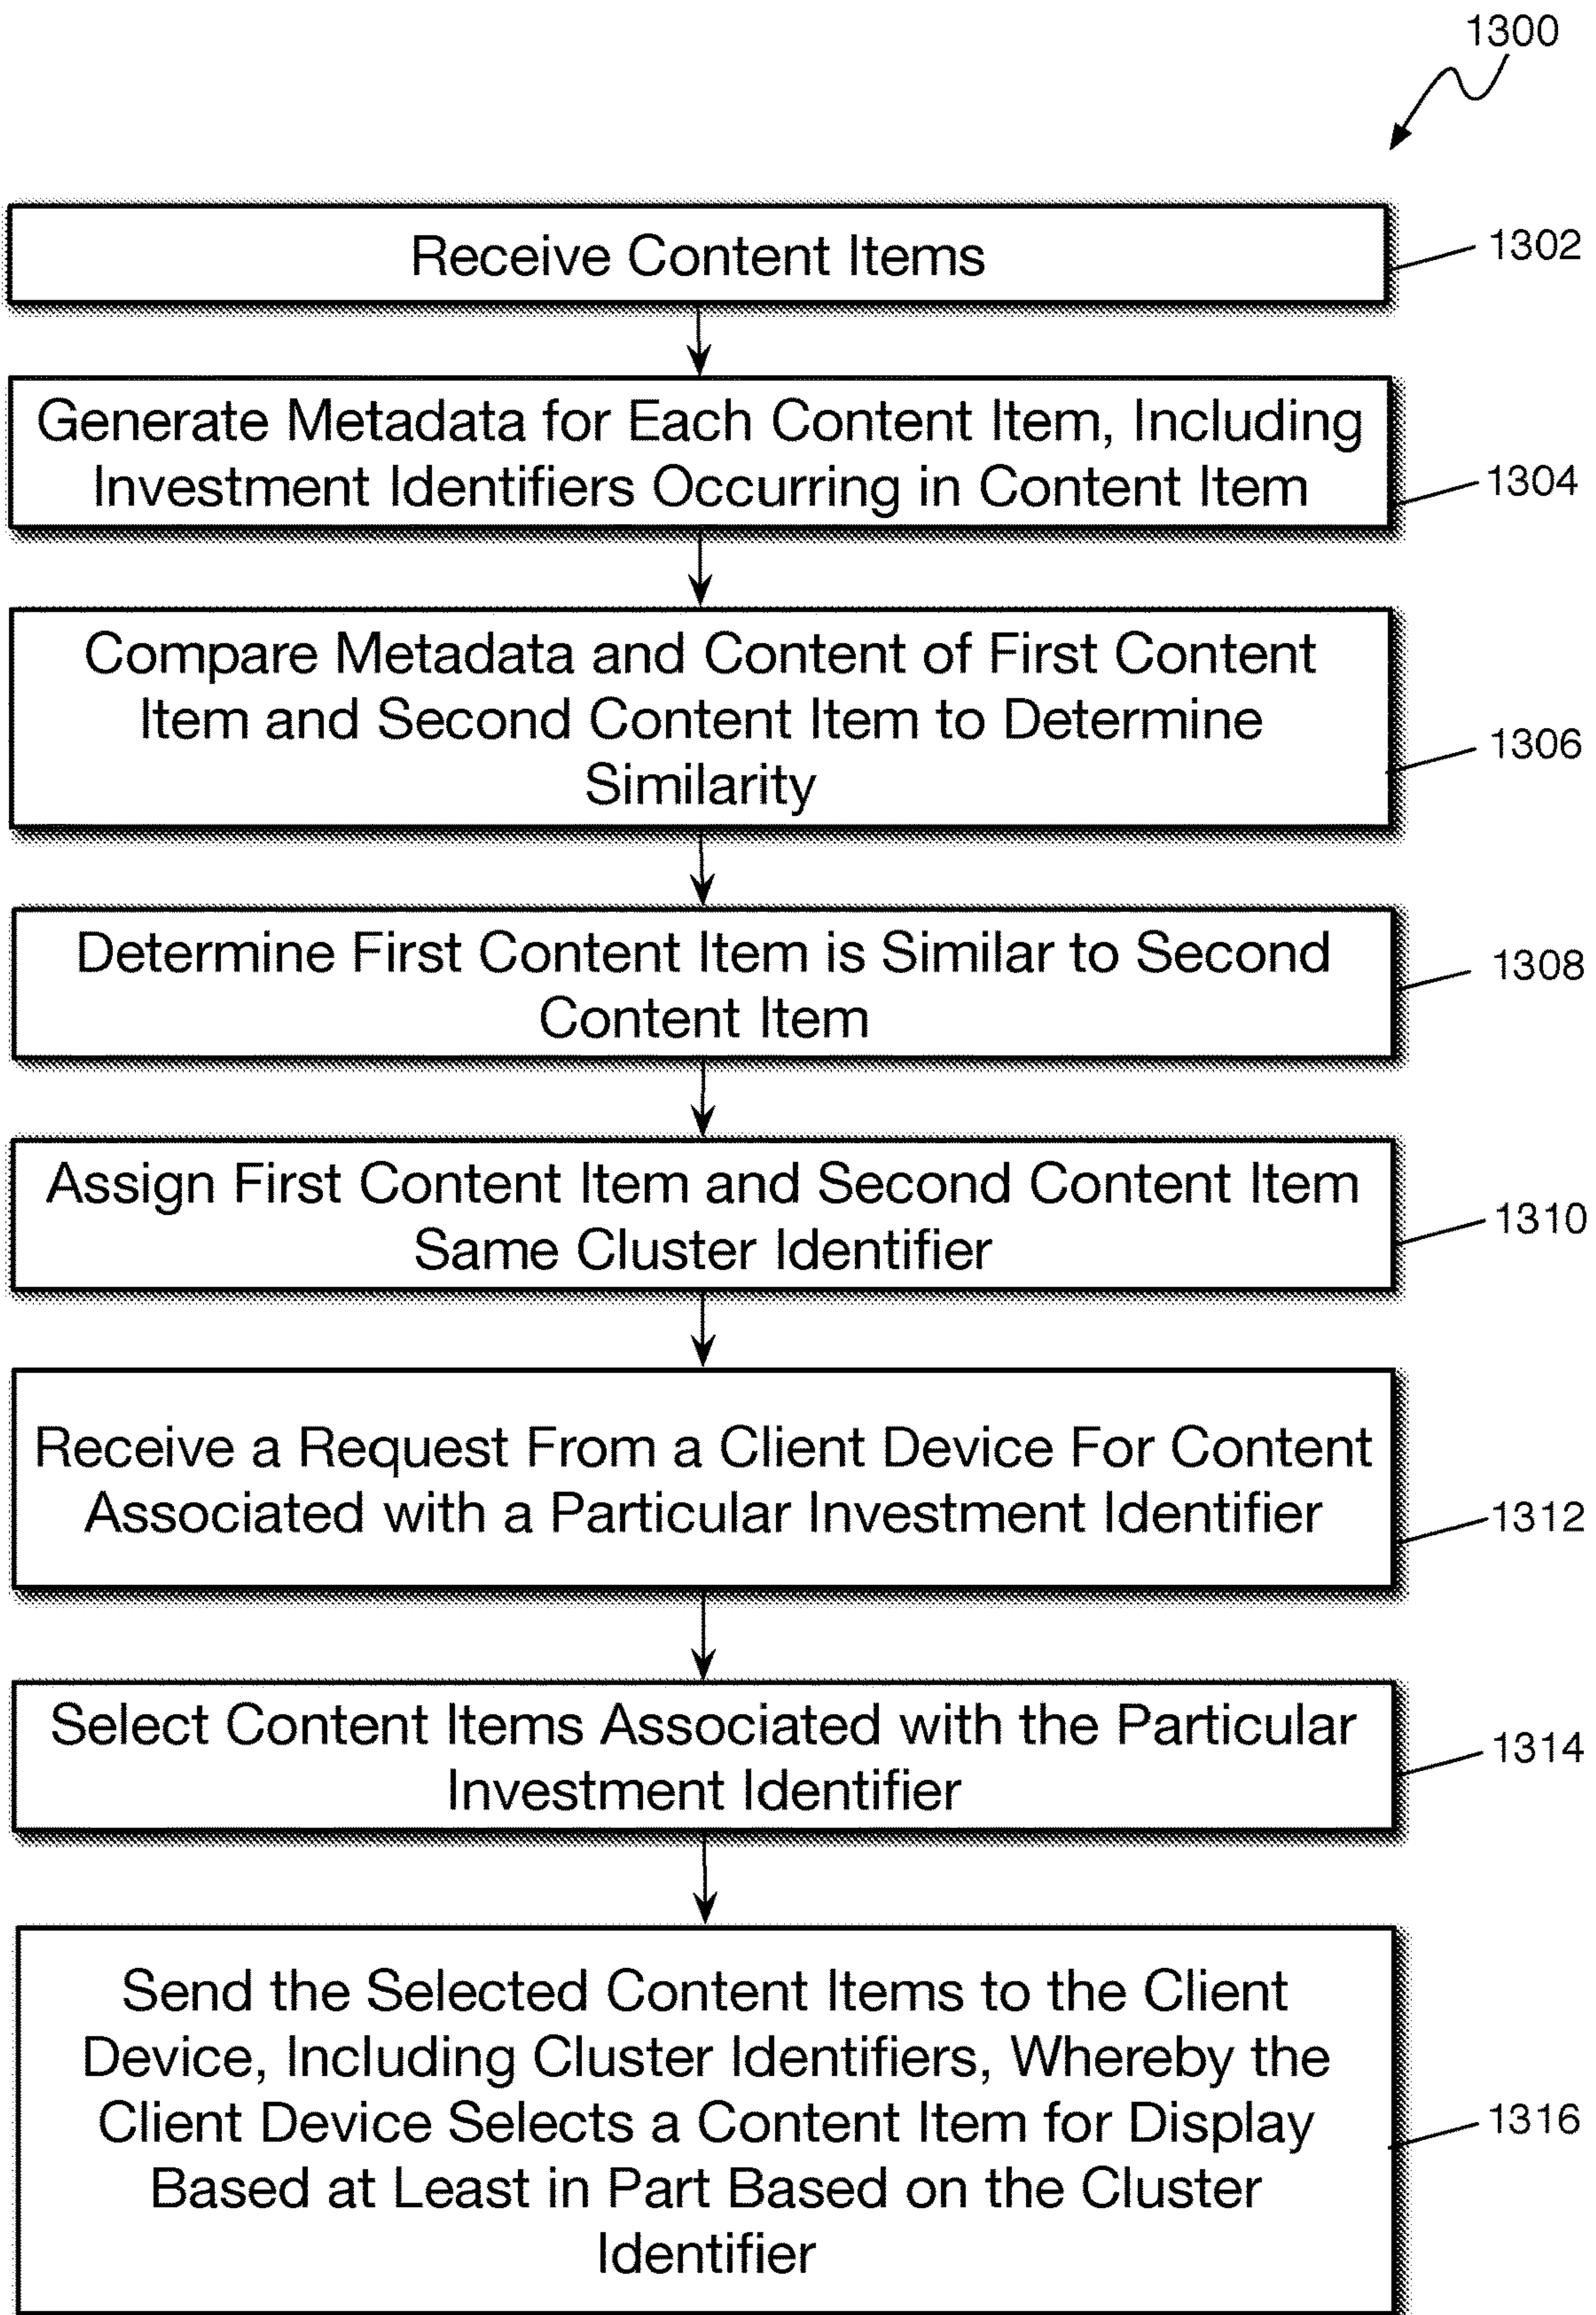 1300
Receive Content Items
1302
Generate Metadata for Each Content Item, Including
Investment Identifiers Occurring in Content Item
1304
Compare Metadata and Content of First Content
Item and Second Content Item to Determine
Similarity
1306
Determine First Content Item is Similar to Second
Content Item
1308
Assign First Content Item and Second Content Item
Same Cluster Identifier
1310
Receive a Request From a Client Device For Content
Associated with a Particular Investment Identifier
1312
Select Content Items Associated with the Particular
Investment Identifier
1314
Send the Selected Content Items to the Client
Device, Including Cluster Identifiers, Whereby the
Client Device Selects a Content Item for Display
Based at Least in Part Based on the Cluster
Identifier
1316